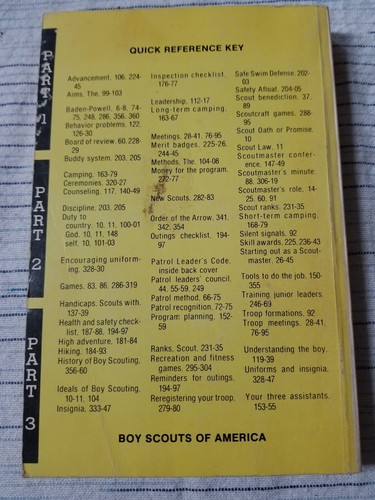 QUICK REFERENCE KEY
PART
1
PART
2
PART
3
Advancement, 106, 224-
45
Aims, The, 99-103
Baden-Powell, 6-8, 74-
75, 248, 286, 356, 360
Behavior problems, 122,
126-30
Board of review, 60, 228-
29
Buddy system, 203, 205
Camping, 163-79
Ceremonies, 320-27
Counseling, 117, 140-49
Discipline, 203, 205
Duty to
country, 10, 11, 100-01
God, 10, 11, 148
self, 10, 101-03
Encouraging uniform-
ing, 328-30
Games, 83, 86, 286-319
Handicaps, Scouts with,
137-39
Health and safety check-
list, 187-88, 194-97
High adventure, 181-84
Hiking, 184-93
History of Boy Scouting,
356-60
Ideals of Boy Scouting,
10-11, 104
Insignia, 333-47
Inspection checklist,
176-77
Leadership, 112-17
Long-term camping,
163-67
Meetings, 28-41, 76-95
Merit badges, 225-26,
244-45
Methods, The, 104-08
Money for the program,
272-77
New Scouts, 282-83
Order of the Arrow, 341,
342, 354
Outings checklist, 194-
97
Patrol Leader's Code,
inside back cover
Patrol leaders' council,
44, 55-59, 249
Patrol method, 66-75
Patrol recognition, 72-75
Program planning, 152-
59
Ranks, Scout, 231-35
Recreation and fitness
games, 295-304
Reminders for outings,
194-97
Reregistering your troop,
279-80
Safe Swim Defense, 202-
03
Safety Afloat, 204-05
Scout benediction, 37,
89
Scoutcraft games, 288-
95
Scout Oath or Promise,
10
Scout Law, 11
Scoutmaster confer-
ence, 147-49
Scoutmaster's minute,
88, 306-19
Scoutmaster's role, 14-
25, 60, 91
Scout ranks, 231-35
Short-term camping,
168-79
Silent signals, 92
Skill awards, 225, 236-43
Starting out as a Scout-
master, 26-45
Tools to do the job, 150-
355
Training junior leaders,
246-69
Troop formations, 92
Troop meetings, 28-41,
76-95
Understanding the boy,
119-39
Uniforms and insignia,
328-47
Your three assistants,
153-55
BOY SCOUTS OF AMERICA